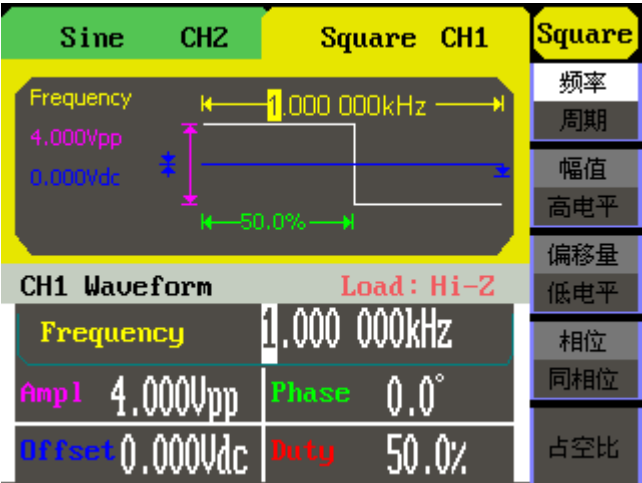 Sine CH2 Square CH1 Square
Frequency 1.000 000kHz
4.000Vpp
0.000Vdc
50.0%
CH1 Waveform Load: Hi-Z
Frequency 1.000 000kHz
Ampl 4.000Vpp Phase 0.0°
Offset 0.000Vdc Duty 50.0%
频率
周期
幅值
高电平
偏移量
低电平
相位
同相位
占空比